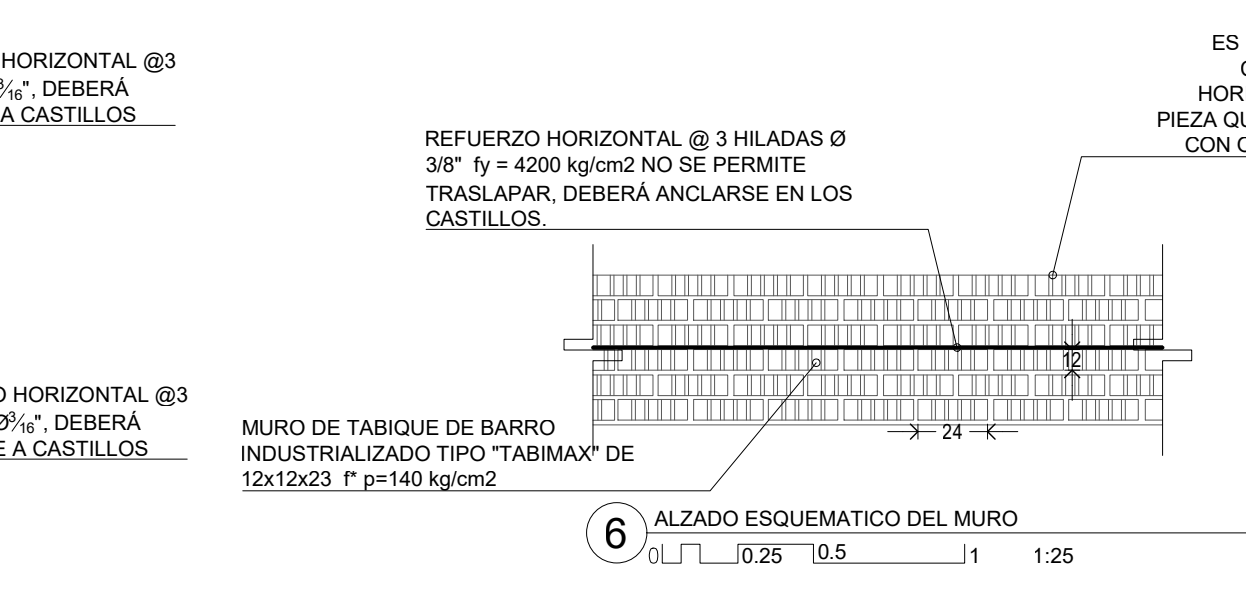 HORIZONTAL @3
3/16", DEBERÁ
A CASTILLOS
REFUERZO HORIZONTAL @ 3 HILADAS Ø
3/8" fy = 4200 kg/cm2 NO SE PERMITE
TRASLAPAR, DEBERÁ ANCLARSE EN LOS
CASTILLOS.
ES
HOR
PIEZA QU
CON
12
24
HORIZONTAL @3
Ø3/16", DEBERÁ
E A CASTILLOS
MURO DE TABIQUE DE BARRO
INDUSTRIALIZADO TIPO "TABIMAX" DE
12x12x23 f* p=140 kg/cm2
6
ALZADO ESQUEMATICO DEL MURO
0 0.25 0.5 1 1:25